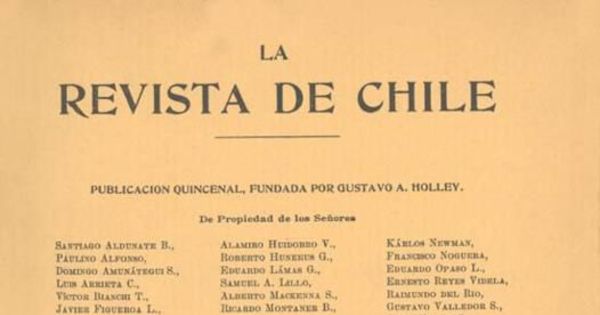 LA
REVISTA DE CHILE
PUBLICACION QUINCENAL, FUNDADA POR GUSTAVO A. HOLLEY.
De Propiedad de los Señores
SANTIAGO ALDUNATE B.,
PAULINO ALFONSO,
DOMINGO AMUNÁTEGUI S.,
LUIS ARRIETA C.,
VÍCTOR BIANCHI T.,
JAVIER FIGUEROA L.,
ALAMIRO HUIDOBRO V.,
ROBERTO HUNEEUS G.,
EDUARDO LÁMAS G.,
SAMUEL A. LILLO,
ALBERTO MACKENNA S.,
RICARDO MONTANER B.,
KÁRLOS NEWMAN,
FRANCISCO NOGUERA,
EDUARDO OPASO L.,
ERNESTO REYES VIDELA,
RAIMUNDO DEL RIO,
GUSTAVO VALLEDOR S.,